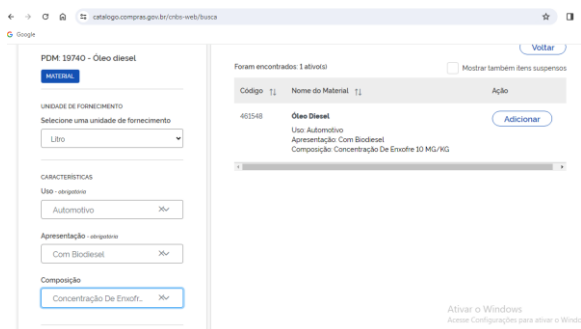 catalogo.compras.gov.br/cnbs-web/busca
Google
PDM: 19740 - Óleo diesel
MATERIAL
UNIDADE DE FORNECIMENTO
Selecione uma unidade de fornecimento
Litro
CARACTERÍSTICAS
Uso - obrigatório
Automotivo
Apresentação - obrigatório
Com Biodiesel
Composição
Concentração De Enxofr...
Voltar
Foram encontrados: 1 ativo(s)
Mostrar também itens suspensos
Código
Nome do Material
Ação
461548
Óleo Diesel
Adicionar
Uso: Automotivo
Apresentação: Com Biodiesel
Composição: Concentração De Enxofre 10 MG/KG
Ativar o Windows
Acesse Configurações para ativar o Windo